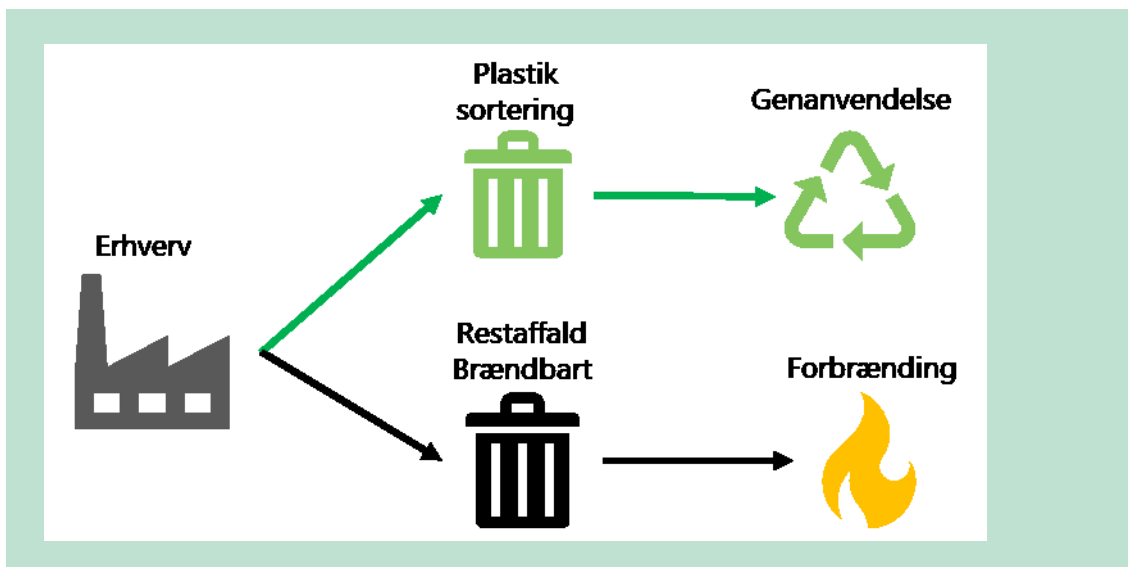 Plastik
sortering
Genanvendelse
Erhverv
Restaffald
Brændbart
Forbrænding